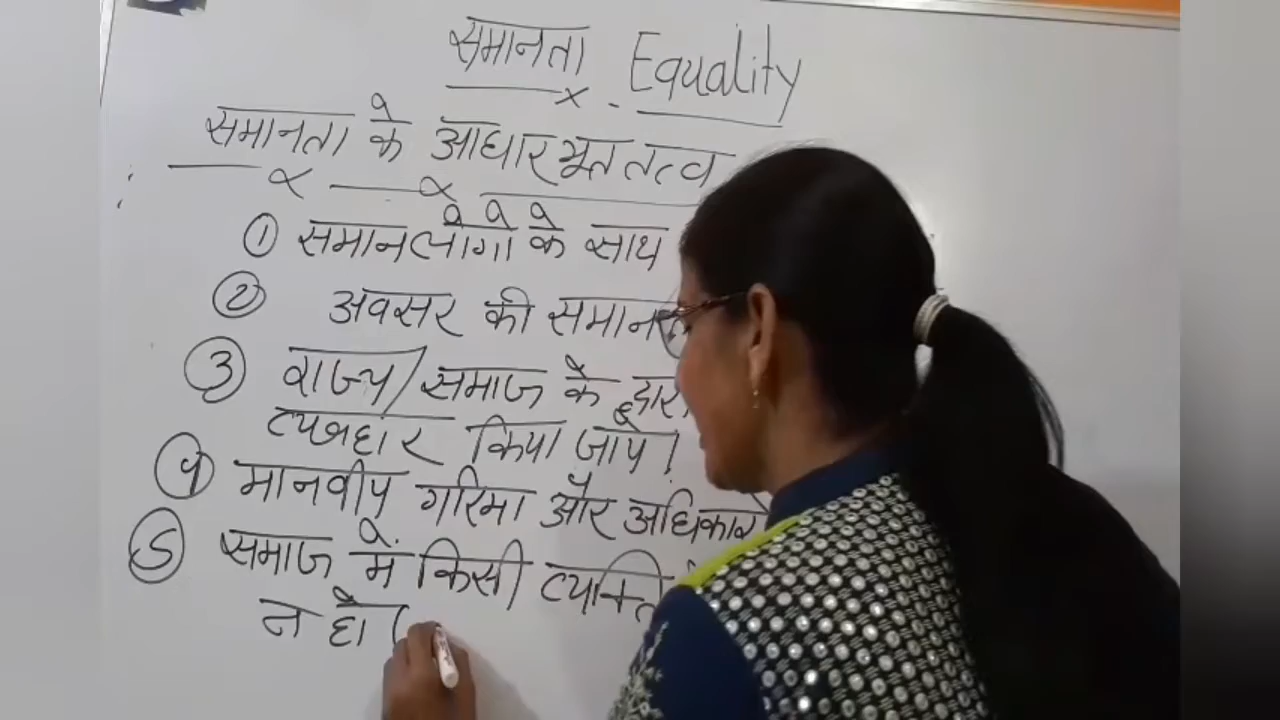 समानता Equality
समानता के आधारभूत तत्व
① समान लोगों के साथ
② अवसर की
③ राज्य/समाज के
व्यवहार किया जाय।
④ मानवीय गरिमा और
⑤ समाज में किसी व्यक्ति
न हो